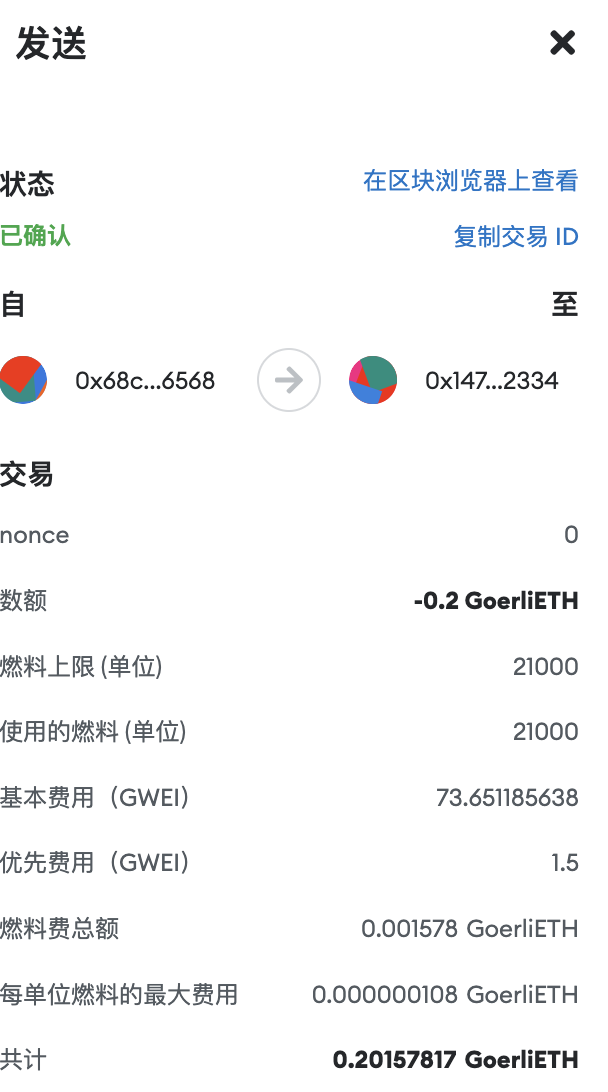 发送
状态 在区块浏览器上查看
已确认 复制交易 ID
自 至
0x68c...6568 0x147...2334
交易
nonce 0
数额 -0.2 GoerliETH
燃料上限 (单位) 21000
使用的燃料 (单位) 21000
基本费用（GWEI） 73.651185638
优先费用（GWEI） 1.5
燃料费总额 0.001578 GoerliETH
每单位燃料的最大费用 0.000000108 GoerliETH
共计 0.20157817 GoerliETH